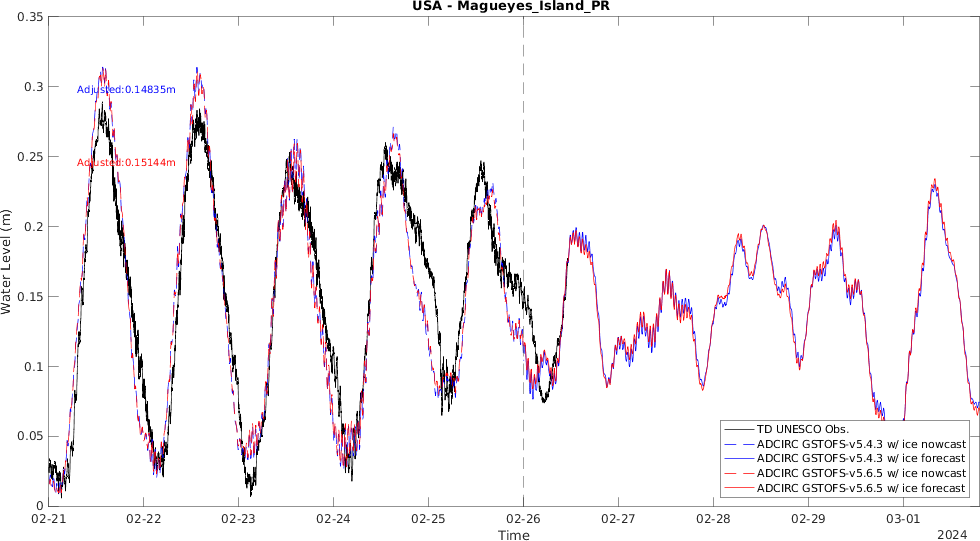 USA - Magueyes_Island_PR
0.35
0.3
0.25
0.2
0.15
0.1
0.05
0
Water Level (m)
Adjusted:0.14835m
Adjusted:0.15144m
TD UNESCO Obs.
ADCIRC GSTOFS-v5.4.3 w/ ice nowcast
ADCIRC GSTOFS-v5.4.3 w/ ice forecast
ADCIRC GSTOFS-v5.6.5 w/ ice nowcast
ADCIRC GSTOFS-v5.6.5 w/ ice forecast
02-21 02-22 02-23 02-24 02-25 02-26 02-27 02-28 02-29 03-01
Time
2024